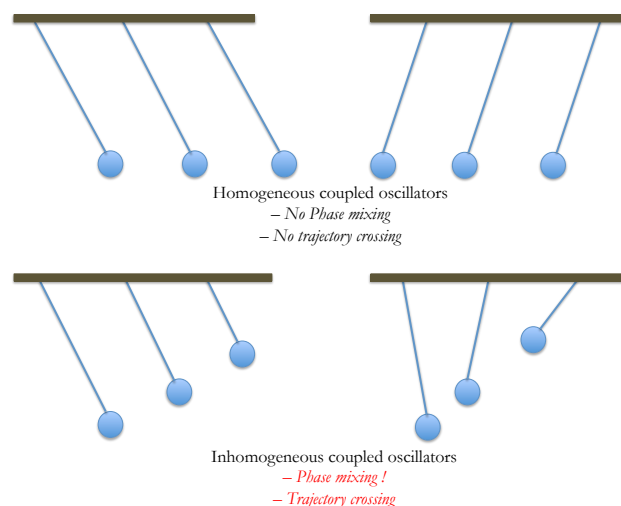 Homogeneous coupled oscillators
– No Phase mixing
– No trajectory crossing
Inhomogeneous coupled oscillators
– Phase mixing !
– Trajectory crossing